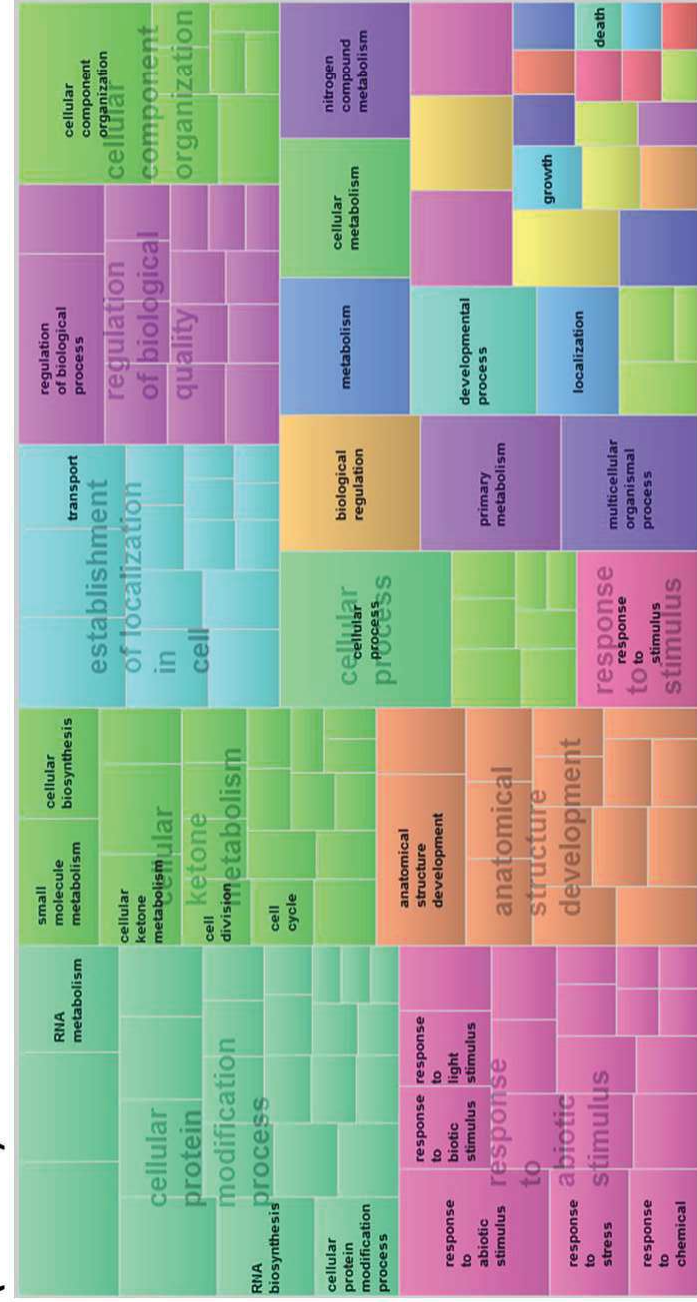 RNA
metabolism
cellular
protein
modification
process
RNA
biosynthesis
cellular
protein
modification
process
response
to
abiotic
stimulus
response
to
biotic
stimulus
response
to
light
stimulus
response
to
abiotic
stimulus
response
to
stress
response
to
chemical
small
molecule
metabolism
cellular
biosynthesis
cellular
ketone
metabolism
cellular
ketone
metabolism
cell
division
cell
cycle
anatomical
structure
development
anatomical
structure
development
transport
establishment
of localization
in
cell
regulation
of biological
process
regulation
of biological
quality
cellular
component
organization
cellular
component
organization
cellular
process
cellular
process
response
to
stimulus
response
to
stimulus
biological
regulation
primary
metabolism
multicellular
organismal
process
metabolism
cellular
metabolism
nitrogen
compound
metabolism
developmental
process
localization
growth
death